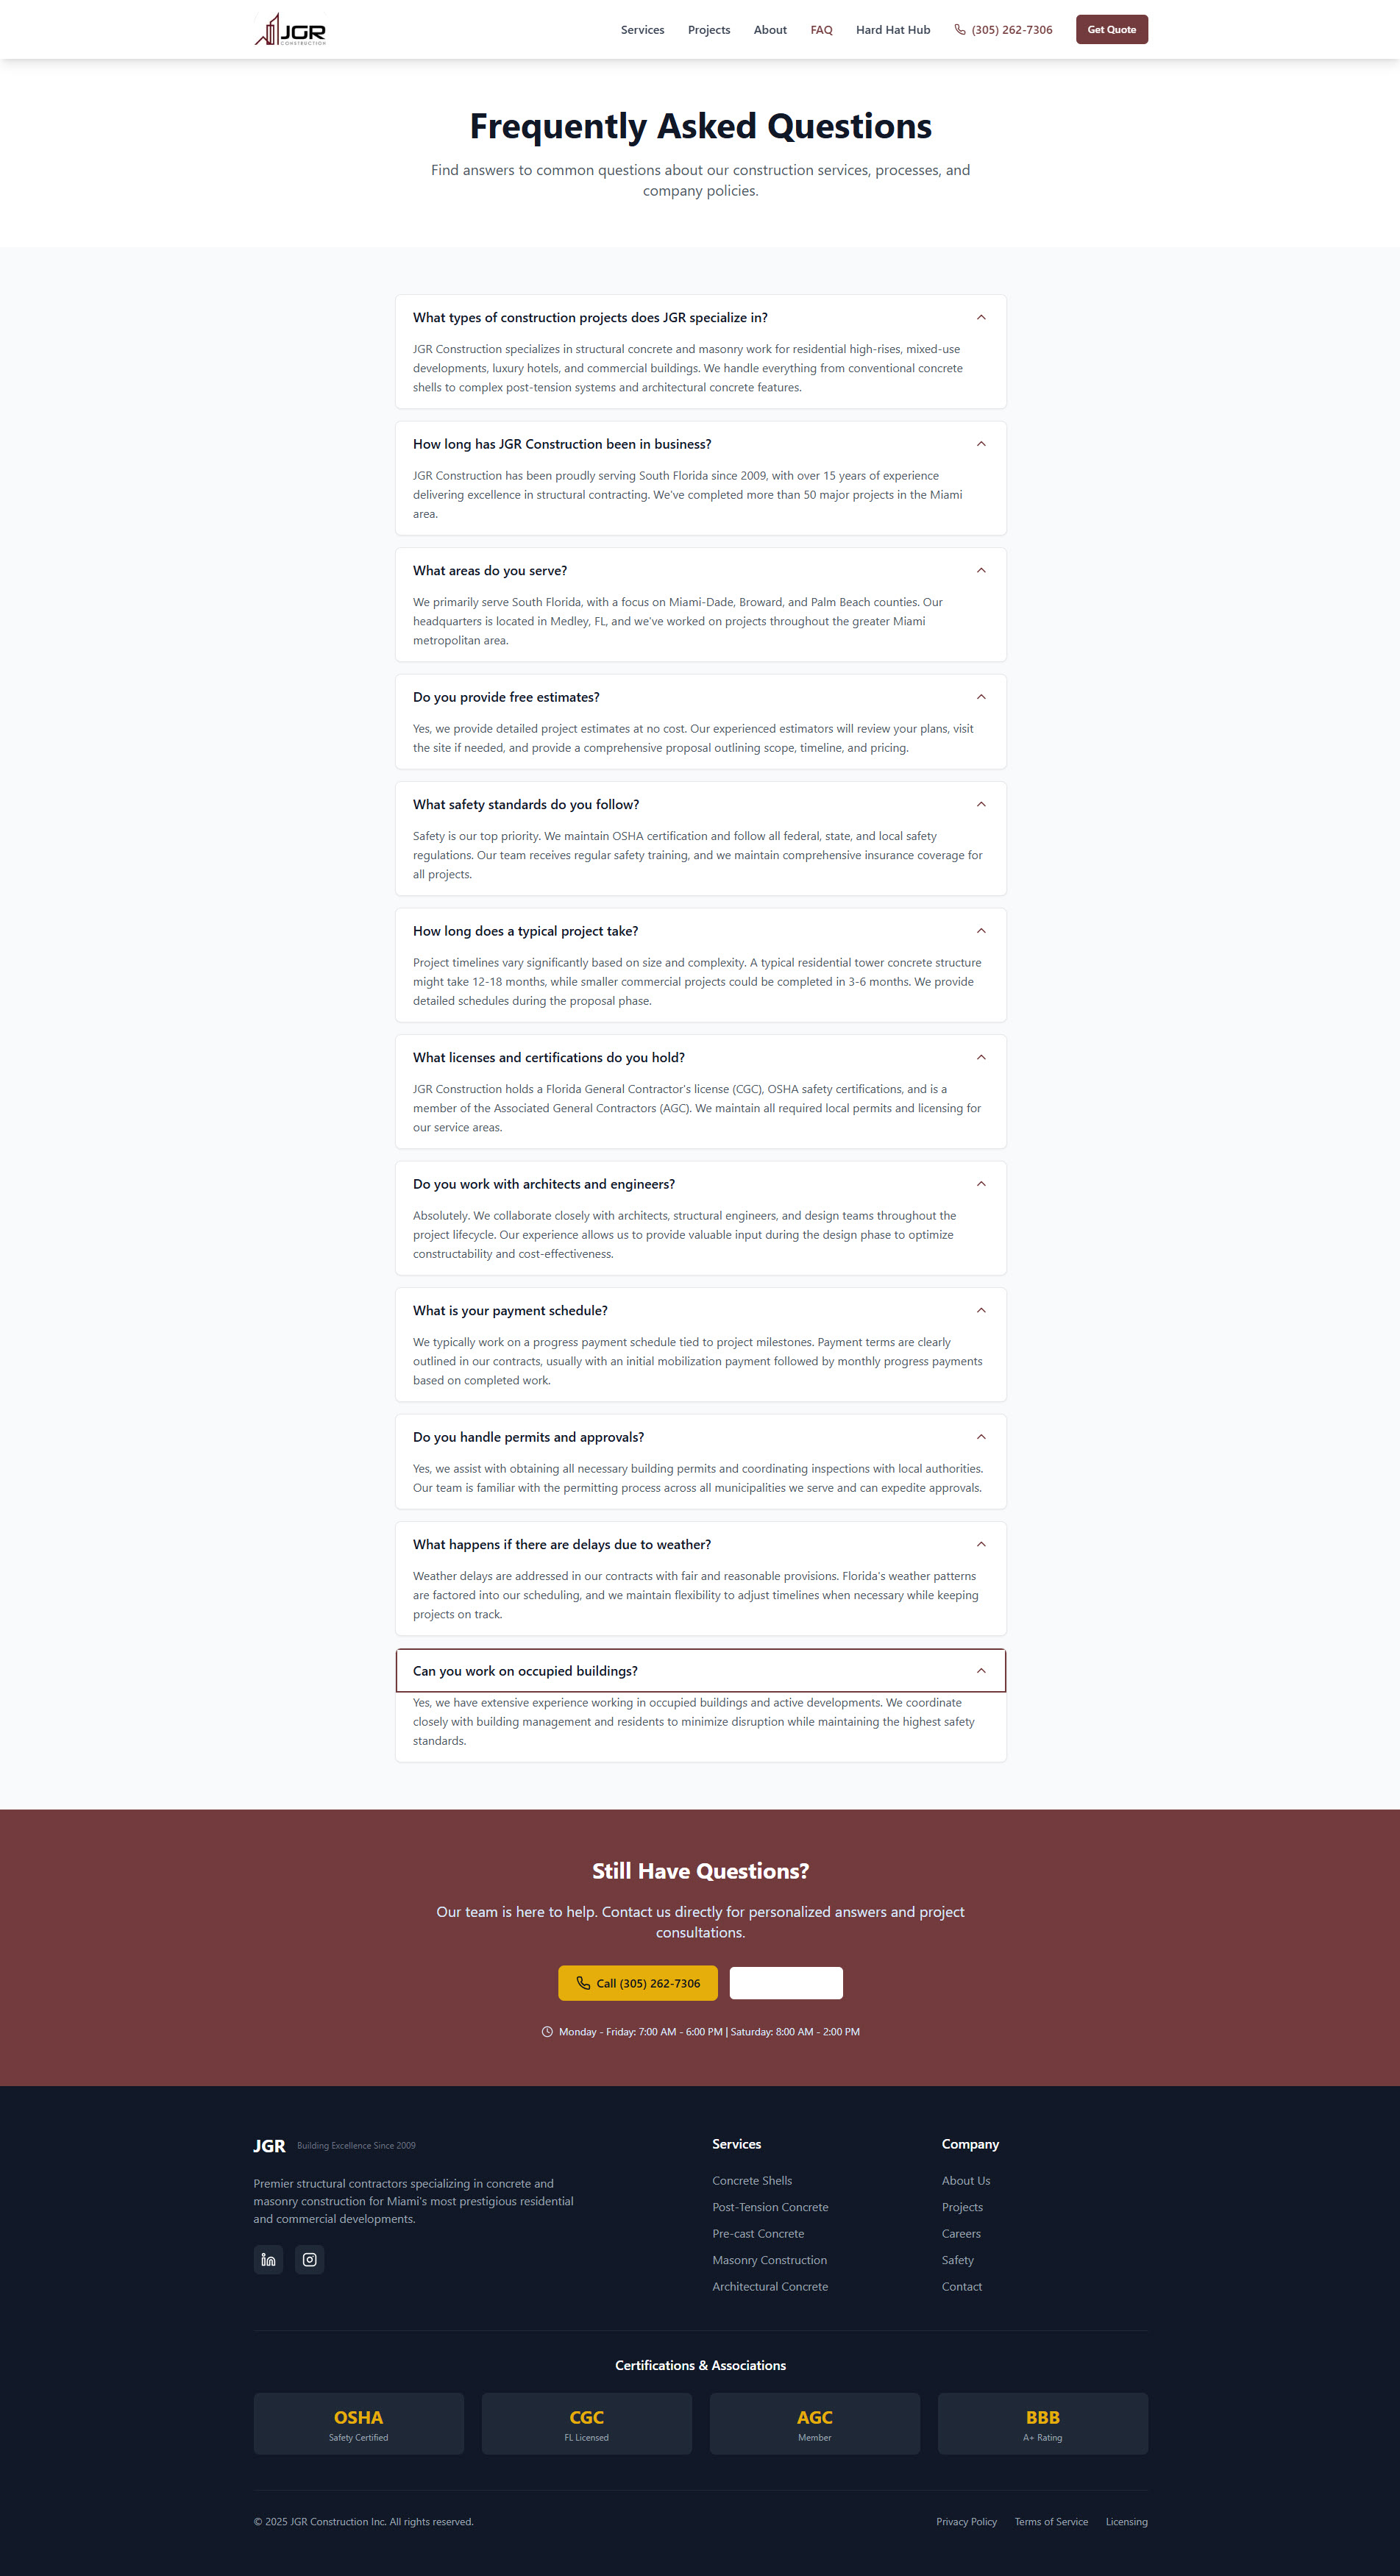 JGR
CONSTRUCTION
Services
Projects
About
FAQ
Hard Hat Hub
(305) 262-7306
Get Quote
Frequently Asked Questions
Find answers to common questions about our construction services, processes, and
company policies.
What types of construction projects does JGR specialize in?
JGR Construction specializes in structural concrete and masonry work for residential high-rises, mixed-use
developments, luxury hotels, and commercial buildings. We handle everything from conventional concrete
shells to complex post-tension systems and architectural concrete features.
How long has JGR Construction been in business?
JGR Construction has been proudly serving South Florida since 2009, with over 15 years of experience
delivering excellence in structural contracting. We've completed more than 50 major projects in the Miami
area.
What areas do you serve?
We primarily serve South Florida, with a focus on Miami-Dade, Broward, and Palm Beach counties. Our
headquarters is located in Medley, FL, and we've worked on projects throughout the greater Miami
metropolitan area.
Do you provide free estimates?
Yes, we provide detailed project estimates at no cost. Our experienced estimators will review your plans, visit
the site if needed, and provide a comprehensive proposal outlining scope, timeline, and pricing.
What safety standards do you follow?
Safety is our top priority. We maintain OSHA certification and follow all federal, state, and local safety
regulations. Our team receives regular safety training, and we maintain comprehensive insurance coverage for
all projects.
How long does a typical project take?
Project timelines vary significantly based on size and complexity. A typical residential tower concrete structure
might take 12-18 months, while smaller commercial projects could be completed in 3-6 months. We provide
detailed schedules during the proposal phase.
What licenses and certifications do you hold?
JGR Construction holds a Florida General Contractor's license (CGC), OSHA safety certifications, and is a
member of the Associated General Contractors (AGC). We maintain all required local permits and licensing for
our service areas.
Do you work with architects and engineers?
Absolutely. We collaborate closely with architects, structural engineers, and design teams throughout the
project lifecycle. Our experience allows us to provide valuable input during the design phase to optimize
constructability and cost-effectiveness.
What is your payment schedule?
We typically work on a progress payment schedule tied to project milestones. Payment terms are clearly
outlined in our contracts, usually with an initial mobilization payment followed by monthly progress payments
based on completed work.
Do you handle permits and approvals?
Yes, we assist with obtaining all necessary building permits and coordinating inspections with local authorities.
Our team is familiar with the permitting process across all municipalities we serve and can expedite approvals.
What happens if there are delays due to weather?
Weather delays are addressed in our contracts with fair and reasonable provisions. Florida's weather patterns
are factored into our scheduling, and we maintain flexibility to adjust timelines when necessary while keeping
projects on track.
Can you work on occupied buildings?
Yes, we have extensive experience working in occupied buildings and active developments. We coordinate
closely with building management and residents to minimize disruption while maintaining the highest safety
standards.
Still Have Questions?
Our team is here to help. Contact us directly for personalized answers and project
consultations.
Call (305) 262-7306
Monday - Friday: 7:00 AM - 6:00 PM | Saturday: 8:00 AM - 2:00 PM
JGR
Building Excellence Since 2009
Premier structural contractors specializing in concrete and
masonry construction for Miami's most prestigious residential
and commercial developments.
Services
Concrete Shells
Post-Tension Concrete
Pre-cast Concrete
Masonry Construction
Architectural Concrete
Company
About Us
Projects
Careers
Safety
Contact
Certifications & Associations
OSHA
Safety Certified
CGC
FL Licensed
AGC
Member
BBB
A+ Rating
© 2025 JGR Construction Inc. All rights reserved.
Privacy Policy
Terms of Service
Licensing